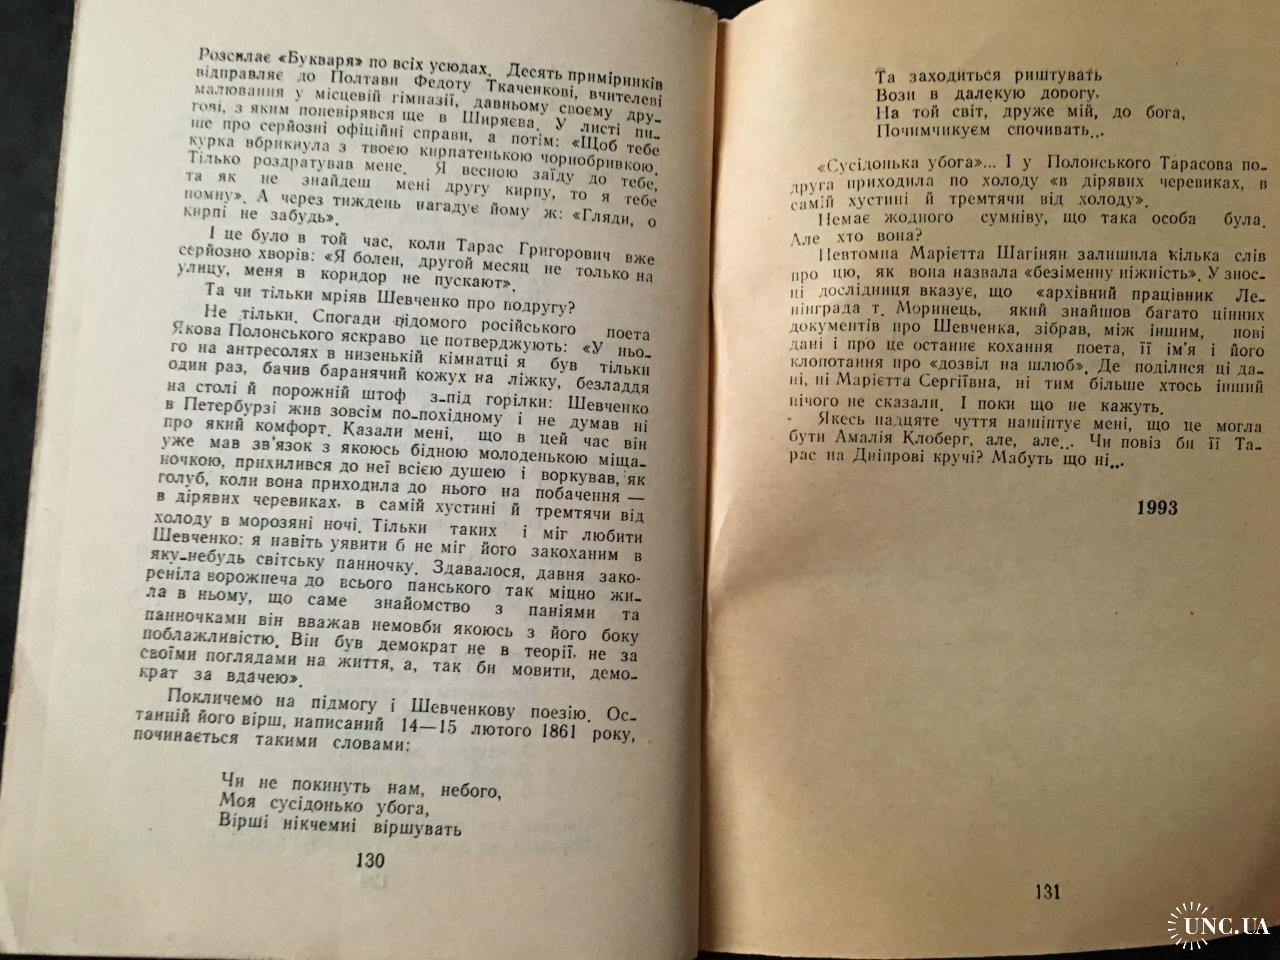 Розсилає «Букваря» по всіх усюдах. Десять примірників
відправляє до Полтави Федоту Ткаченкові, вчителеві
малювання у місцевій гімназії, давньому своєму дру-
гові, з яким поневірявся ще в Ширяєва. У листі пи-
ше про серйозні офіційні справи, а потім: «Щоб тебе
курка вбрикнула з твоєю кирпатенькою чорнобривкою.
Тілько роздратував мене. Я весною заїду до тебе,
та як не знайдеш мені другу кирпу, то я тебе
помну». А через тиждень нагадує йому ж: «Гляди, о
кирпі не забудь».
І це було в той час, коли Тарас Григорович вже
серйозно хворів: «Я болен, другой месяц не только на
улицу, меня в коридор не пускают».
Та чи тільки мріяв Шевченко про подругу?
Не тільки. Спогади відомого російського поета
Якова Полонського яскраво це потверджують: «У ньо-
го на антресолях в низенькій кімнатці я був тільки
один раз, бачив баранячий кожух на ліжку, безладдя
на столі й порожній штоф з-під горілки: Шевченко
в Петербурзі жив зовсім по-похідному і не думав ні
про який комфорт. Казали мені, що в цей час він
уже мав зв'язок з якоюсь бідною молоденькою міща-
ночкою, прихилився до неї всією душею і воркував, як
голуб, коли вона приходила до нього на побачення —
в дірявих черевиках, в самій хустині й тремтячи від
холоду в морозяні ночі. Тільки таких і міг любити
Шевченко: я навіть уявити б не міг його закоханим в
яку-небудь світську панночку. Здавалося, давня зако-
реніла ворожнеча до всього панського так міцно жи-
ла в ньому, що саме знайомство з паніями та
панночками він вважав немовби якоюсь з його боку
поблажливістю. Він був демократ не в теорії, не за
своїми поглядами на життя, а, так би мовити, демо-
крат за вдачею».
Покличемо на підмогу і Шевченкову поезію. Ос-
танній його вірш, написаний 14—15 лютого 1861 року,
починається такими словами:
Чи не покинуть нам, небого,
Моя сусідонько убога,
Вірші нікчемні віршувать
130
Та заходиться риштувать
Вози в далекую дорогу,
На той світ, друже мій, до бога,
Почимчикуєм спочивать...
«Сусідонька убога»... І у Полонського Тарасова по-
друга приходила по холоду «в дірявих черевиках, в
самій хустині й тремтячи від холоду».
Немає жодного сумніву, що така особа була.
Але хто вона?
Невтомна Марієтта Шагінян залишила кілька слів
про цю, як вона назвала «безіменну ніжність». У знос-
ці дослідниця вказує, що «архівний працівник Ле-
нінграда т. Моринець, який знайшов багато цінних
документів про Шевченка, зібрав, між іншим, нові
дані і про це останнє кохання поета, її ім'я і його
клопотання про «дозвіл на шлюб». Де поділися ці да-
ні, ні Марієтта Сергіївна, ні тим більше хтось інший
нічого не сказали. І поки що не кажуть.
Якесь надцяте чуття нашіптує мені, що це могла
бути Амалія Клоберг, але, але... Чи повіз би її Та-
рас на Дніпрові кручі? Мабуть що ні...
1993
131
UNC.UA